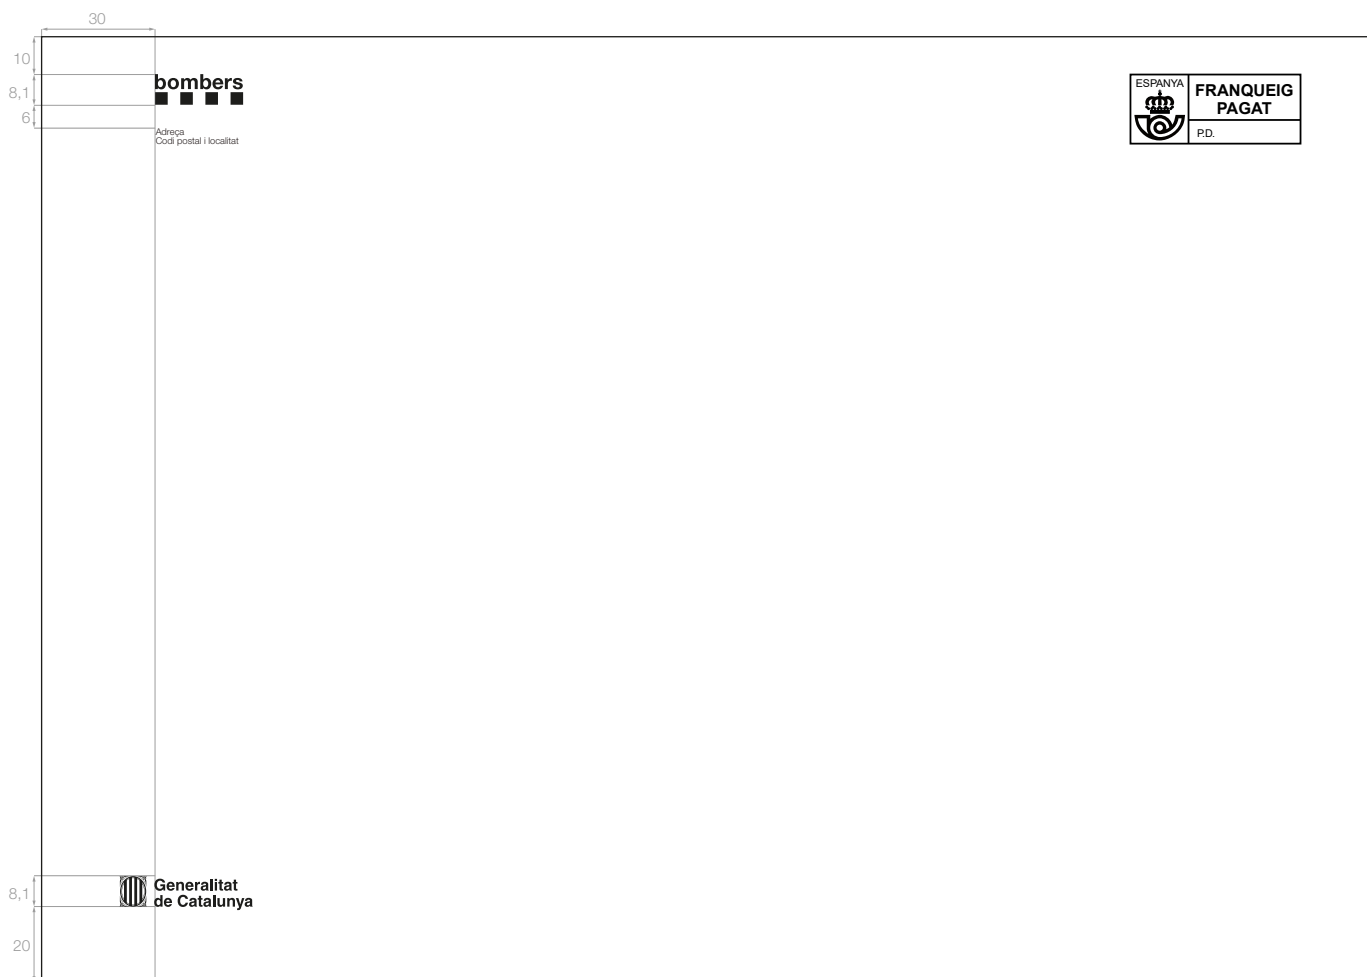 30
10
8,1
6
bombers
Adreça
Codi postal i localitat
ESPANYA
FRANQUEIG
PAGAT
P.D.
8,1
Generalitat
de Catalunya
20